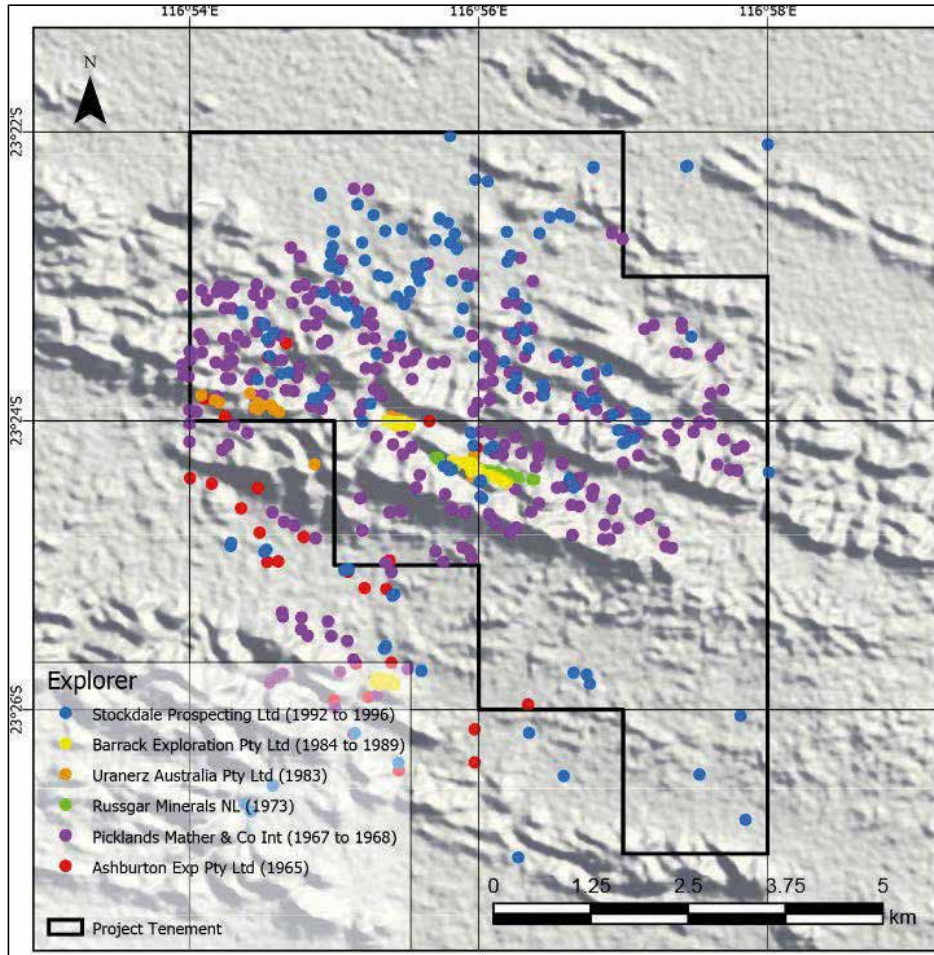 116°54'E 116°56'E 116°58'E
N
23°22'S
23°24'S
23°26'S
Explorer
Stockdale Prospecting Ltd (1992 to 1996)
Barrack Exploration Pty Ltd (1984 to 1989)
Uranerz Australia Pty Ltd (1983)
Russgar Minerals NL (1973)
Picklands Mather & Co Int (1967 to 1968)
Ashburton Exp Pty Ltd (1965)
Project Tenement
0 1.25 2.5 3.75 5
km